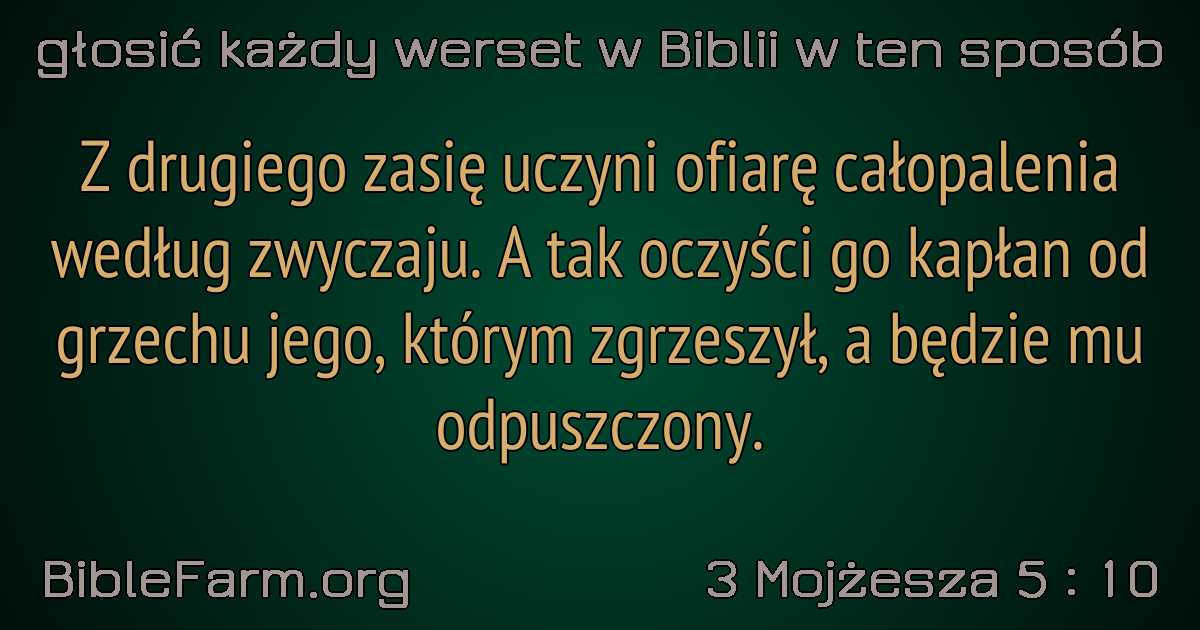 głosić każdy werset w Biblii w ten sposób
Z drugiego zasię uczyni ofiarę całopalenia
według zwyczaju. A tak oczyści go kapłan od
grzechu jego, którym zgrzeszył, a będzie mu
odpuszczony.
BibleFarm.org
3 Mojżesza 5 : 10